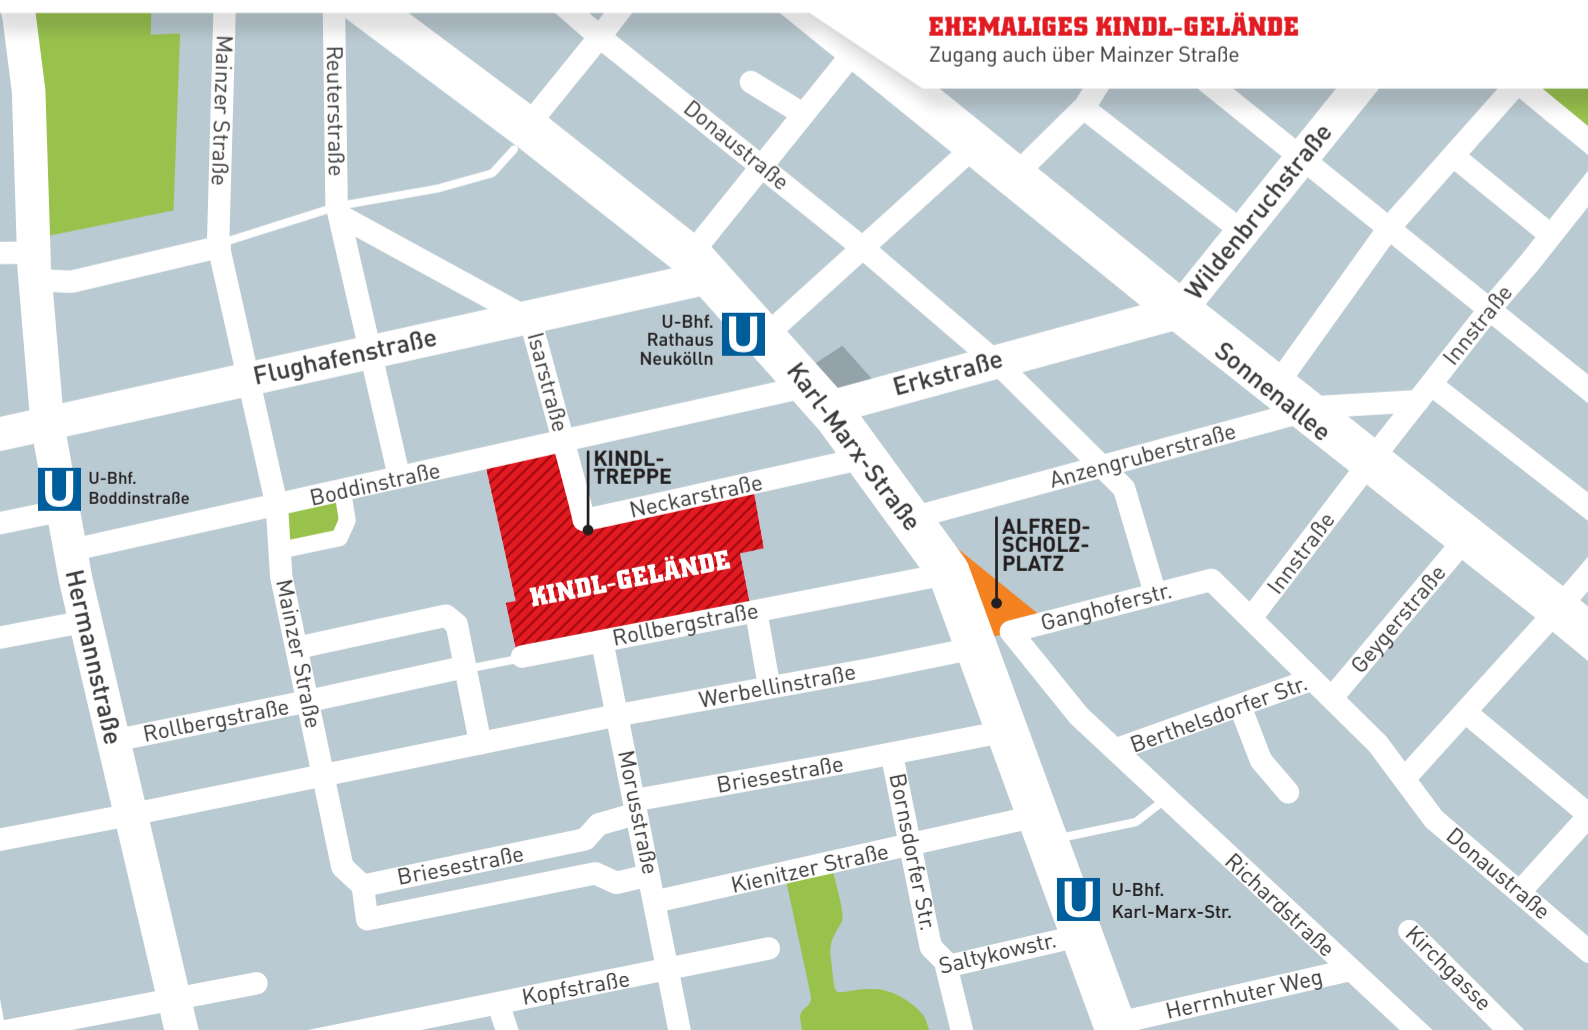 EHEMALIGES KINDL-GELÄNDE
Zugang auch über Mainzer Straße
Mainzer Straße
Reuterstraße
Donaustraße
Wildenbruchstraße
Innstraße
Flughafenstraße
Isarstraße
U-Bhf.
Rathaus
Neukölln
U
Karl-Marx-Straße
Erkstraße
Sonnenallee
Anzengruberstraße
U
U-Bhf.
Boddinstraße
Boddinstraße
KINDL-
TREPPE
Neckarstraße
KINDL-GELÄNDE
ALFRED-
SCHOLZ-
PLATZ
Innstraße
Ganghoferstr.
Geygerstraße
Hermannstraße
Mainzer Straße
Rollbergstraße
Rollbergstraße
Werbellinstraße
Berthelsdorfer Str.
Morusstraße
Briesestraße
Bornsdorfer Str.
Briesestraße
Kienitzer Straße
U
U-Bhf.
Karl-Marx-Str.
Richardstraße
Donaustraße
Kirchgasse
Saltykowstr.
Kopfstraße
Herrnhuter Weg